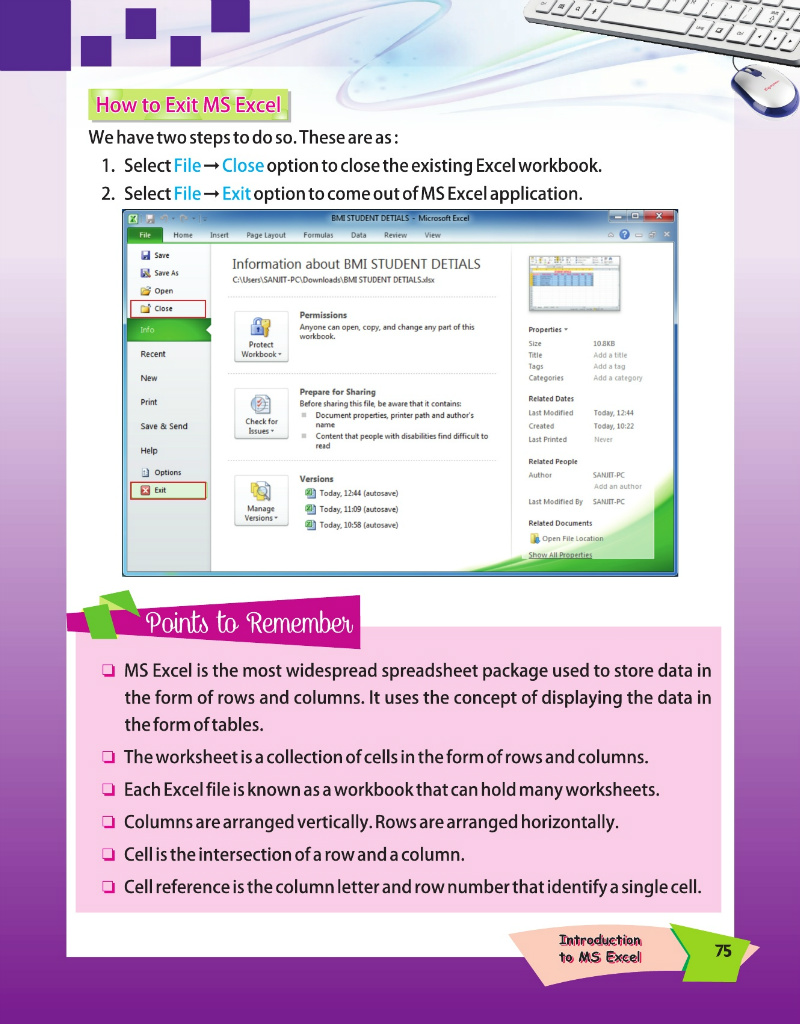 How to Exit MS Excel
We have two steps to do so. These are as :
1. Select File → Close option to close the existing Excel workbook.
2. Select File → Exit option to come out of MS Excel application.
BMI STUDENT DETIALS - Microsoft Excel
File Home Insert Page Layout Formulas Data Review View
Save
Save As
Open
Close
Info
Recent
New
Print
Save & Send
Help
Options
Exit
Information about BMI STUDENT DETIALS
C:\Users\SANJIT-PC\Downloads\BMI STUDENT DETIALS.xlsx
Protect
Workbook
Permissions
Anyone can open, copy, and change any part of this
workbook.
Check for
Issues
Prepare for Sharing
Before sharing this file, be aware that it contains:
Document properties, printer path and author's
name
Content that people with disabilities find difficult to
read
Manage
Versions
Versions
Today, 12:44 (autosave)
Today, 11:09 (autosave)
Today, 10:58 (autosave)
Properties
Size 10.8KB
Title Add a title
Tags Add a tag
Categories Add a category
Related Dates
Last Modified Today, 12:44
Created Today, 10:22
Last Printed Never
Related People
Author SANJIT-PC
Add an author
Last Modified By SANJIT-PC
Related Documents
Open File Location
Show All Properties
Points to Remember
MS Excel is the most widespread spreadsheet package used to store data in
the form of rows and columns. It uses the concept of displaying the data in
the form of tables.
The worksheet is a collection of cells in the form of rows and columns.
Each Excel file is known as a workbook that can hold many worksheets.
Columns are arranged vertically. Rows are arranged horizontally.
Cell is the intersection of a row and a column.
Cell reference is the column letter and row number that identify a single cell.
Introduction
to MS Excel
75